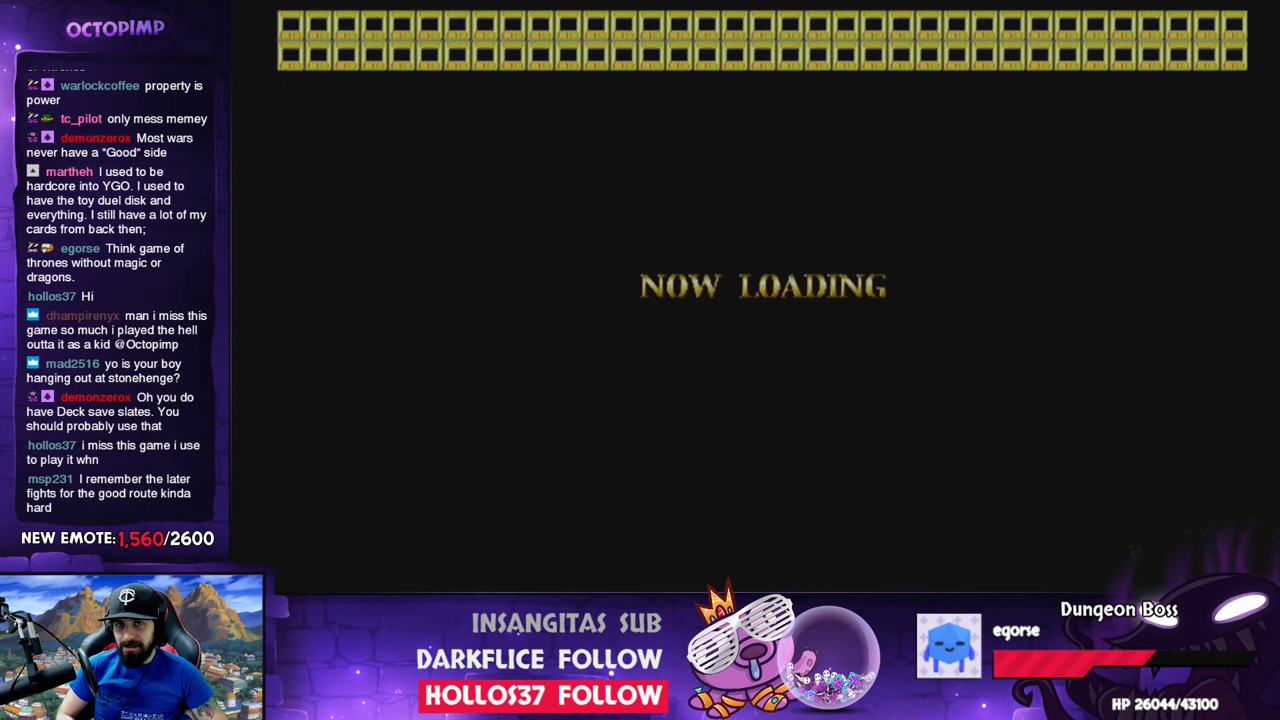 OCTOPIMP
warlockcoffee property is
power
tc_pilot only mess memey
demonzerox Most wars
never have a "Good" side
martheh I used to be
hardcore into YGO. I used to
have the toy duel disk and
everything. I still have a lot of my
cards from back then;
egorse Think game of
thrones without magic or
dragons.
hollos37 Hi
dhampirenyx man i miss this
game so much i played the hell
outta it as a kid @Octopimp
mad2516 yo is your boy
hanging out at stonehenge?
demonzerox Oh you do
have Deck save slates. You
should probably use that
hollos37 i miss this game i use
to play it whn
msp231 I remember the later
fights for the good route kinda
hard
NEW EMOTE: 1,560/2600
NOW LOADING
INSANGITAS SUB
DARKFLICE FOLLOW
HOLLOS37 FOLLOW
Dungeon Boss
egorse
HP 26044/43100